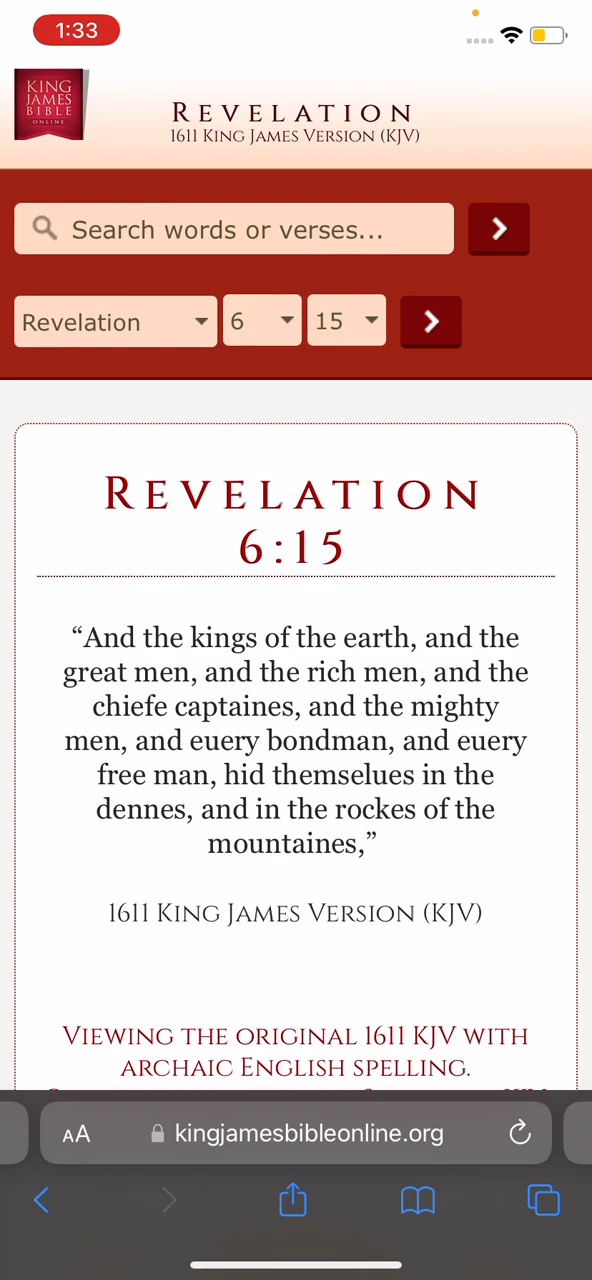 1:33
KING
JAMES
BIBLE
ONLINE
REVELATION
1611 KING JAMES VERSION (KJV)
Search words or verses...
Revelation 6 15
REVELATION
6:15
“And the kings of the earth, and the
great men, and the rich men, and the
chiefe captaines, and the mighty
men, and euery bondman, and euery
free man, hid themselues in the
dennes, and in the rockes of the
mountaines,”
1611 KING JAMES VERSION (KJV)
VIEWING THE ORIGINAL 1611 KJV WITH
ARCHAIC ENGLISH SPELLING.
AA kingjamesbibleonline.org